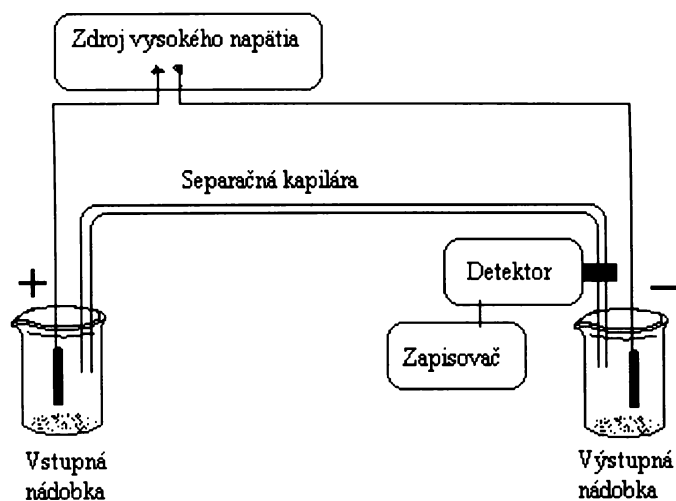 Zdroj vysokého napätia
Separačná kapilára
+
Detektor
−
Zapisovač
Vstupná
nádobka
Výstupná
nádobka